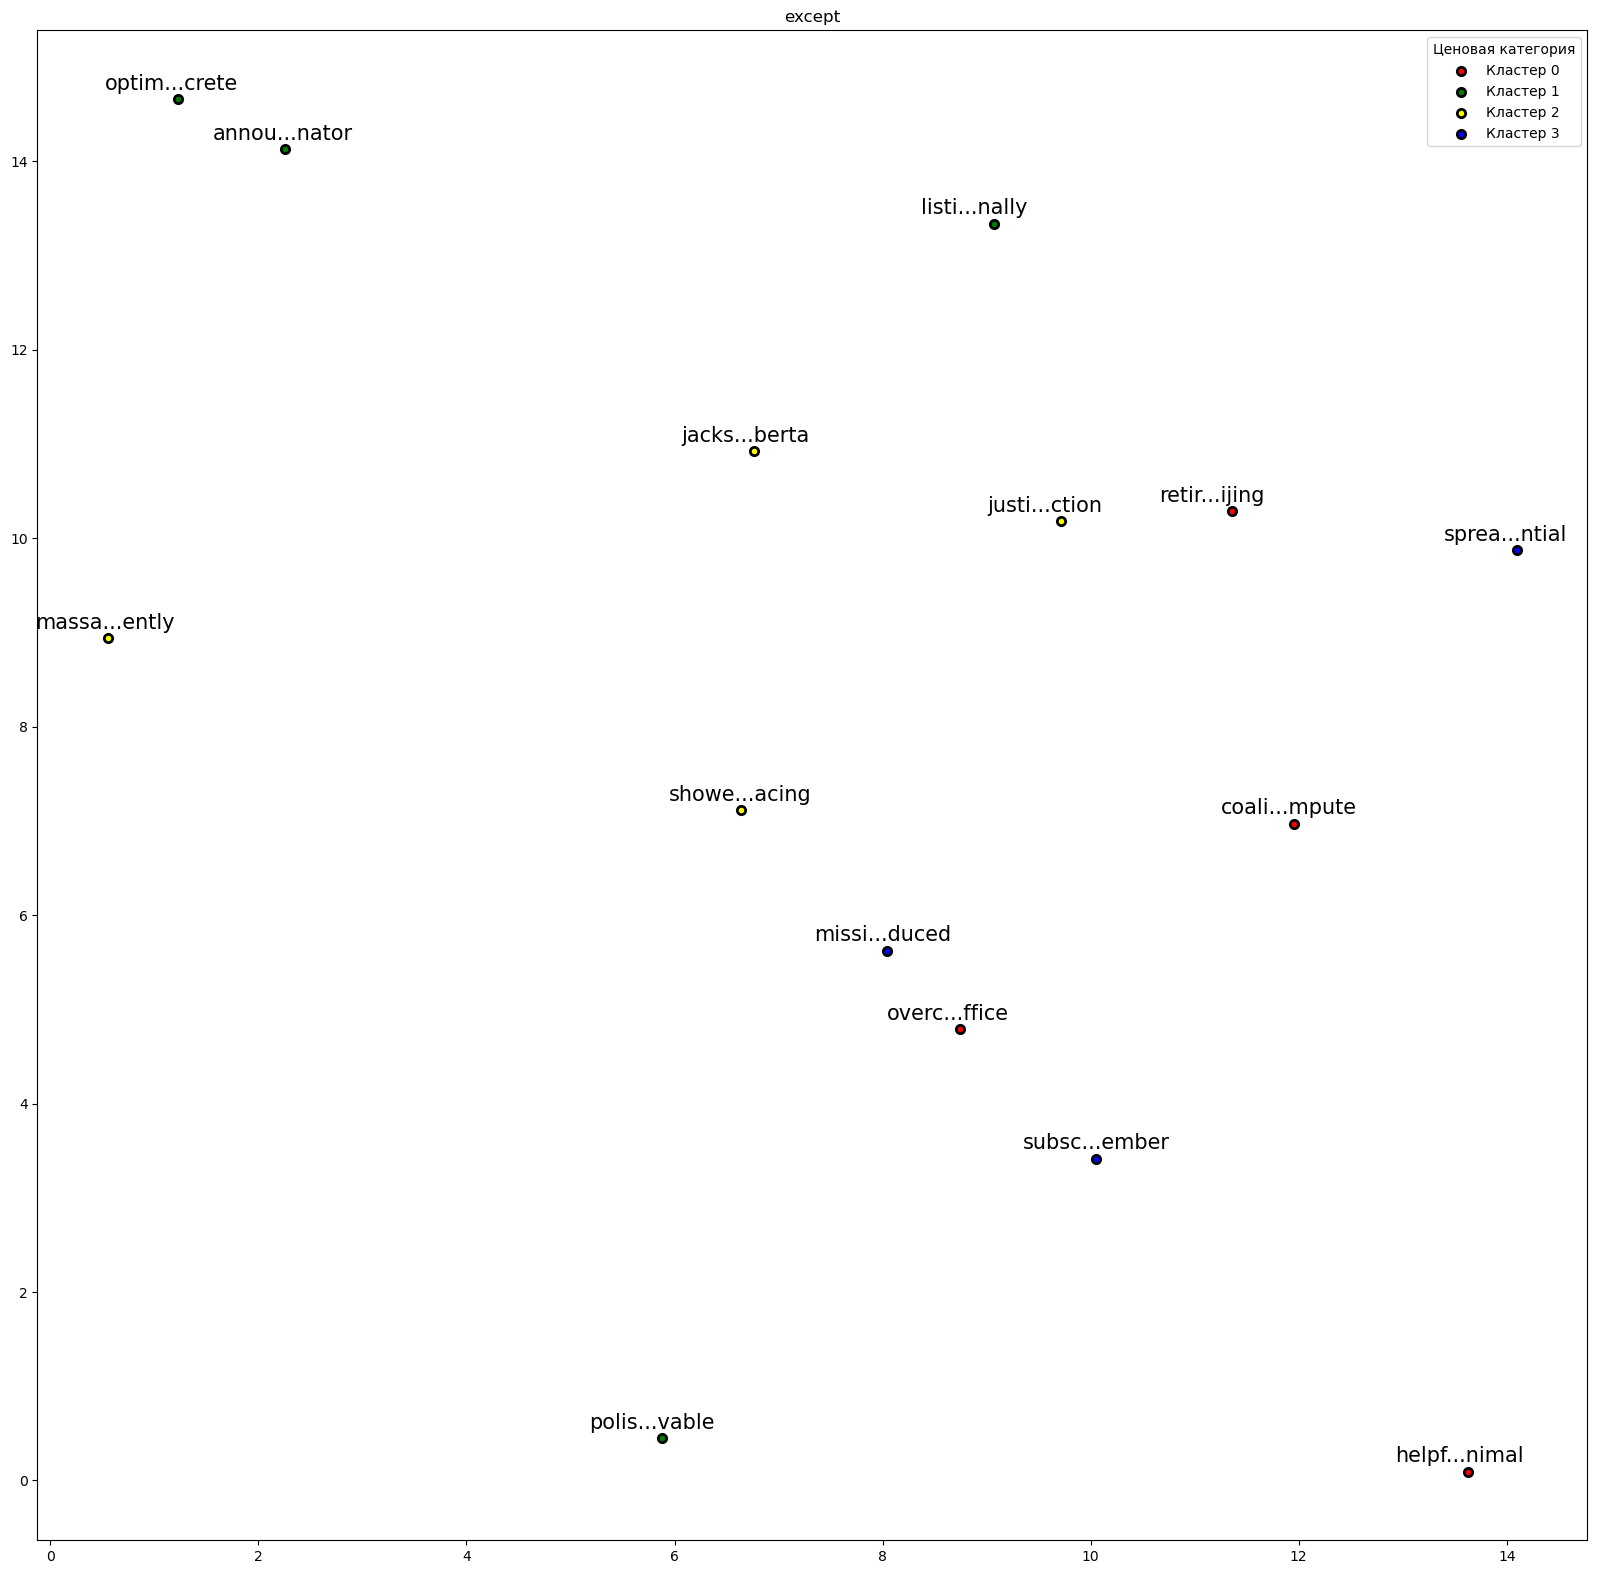 except
Ценовая категория
Кластер 0
Кластер 1
Кластер 2
Кластер 3
optim...crete
annou...nator
listi...nally
jacks...berta
justi...ction
retir...ijing
sprea...ntial
massa...ently
showe...acing
coali...mpute
missi...duced
overc...ffice
subsc...ember
polis...vable
helpf...nimal
14
12
10
8
6
4
2
0
0 2 4 6 8 10 12 14